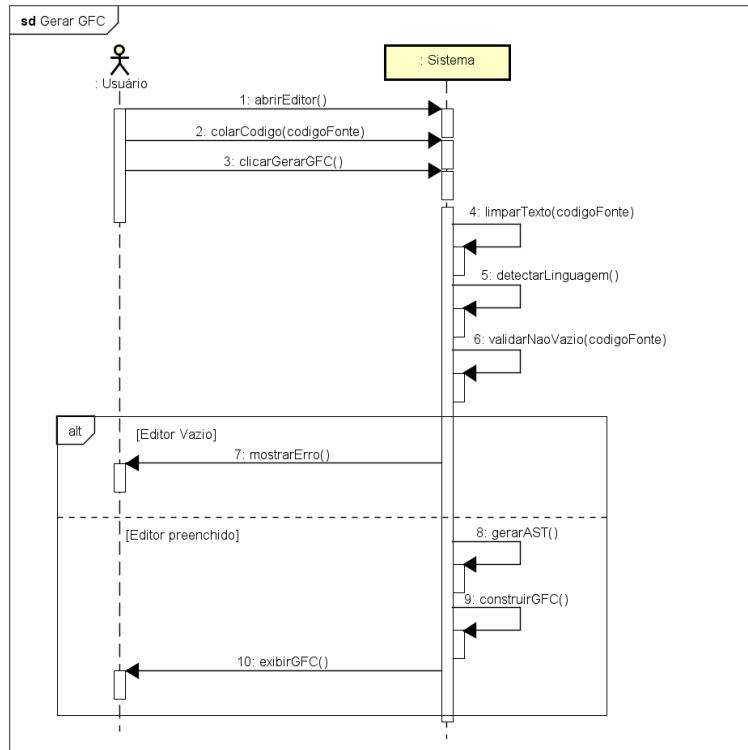 sd Gerar GFC
: Usuário
: Sistema
1: abrirEditor()
2: colarCodigo(codigoFonte)
3: clicarGerarGFC()
4: limparTexto(codigoFonte)
5: detectarLinguagem()
6: validarNaoVazio(codigoFonte)
alt
[Editor Vazio]
7: mostrarErro()
[Editor preenchido]
8: gerarAST()
9: construirGFC()
10: exibirGFC()